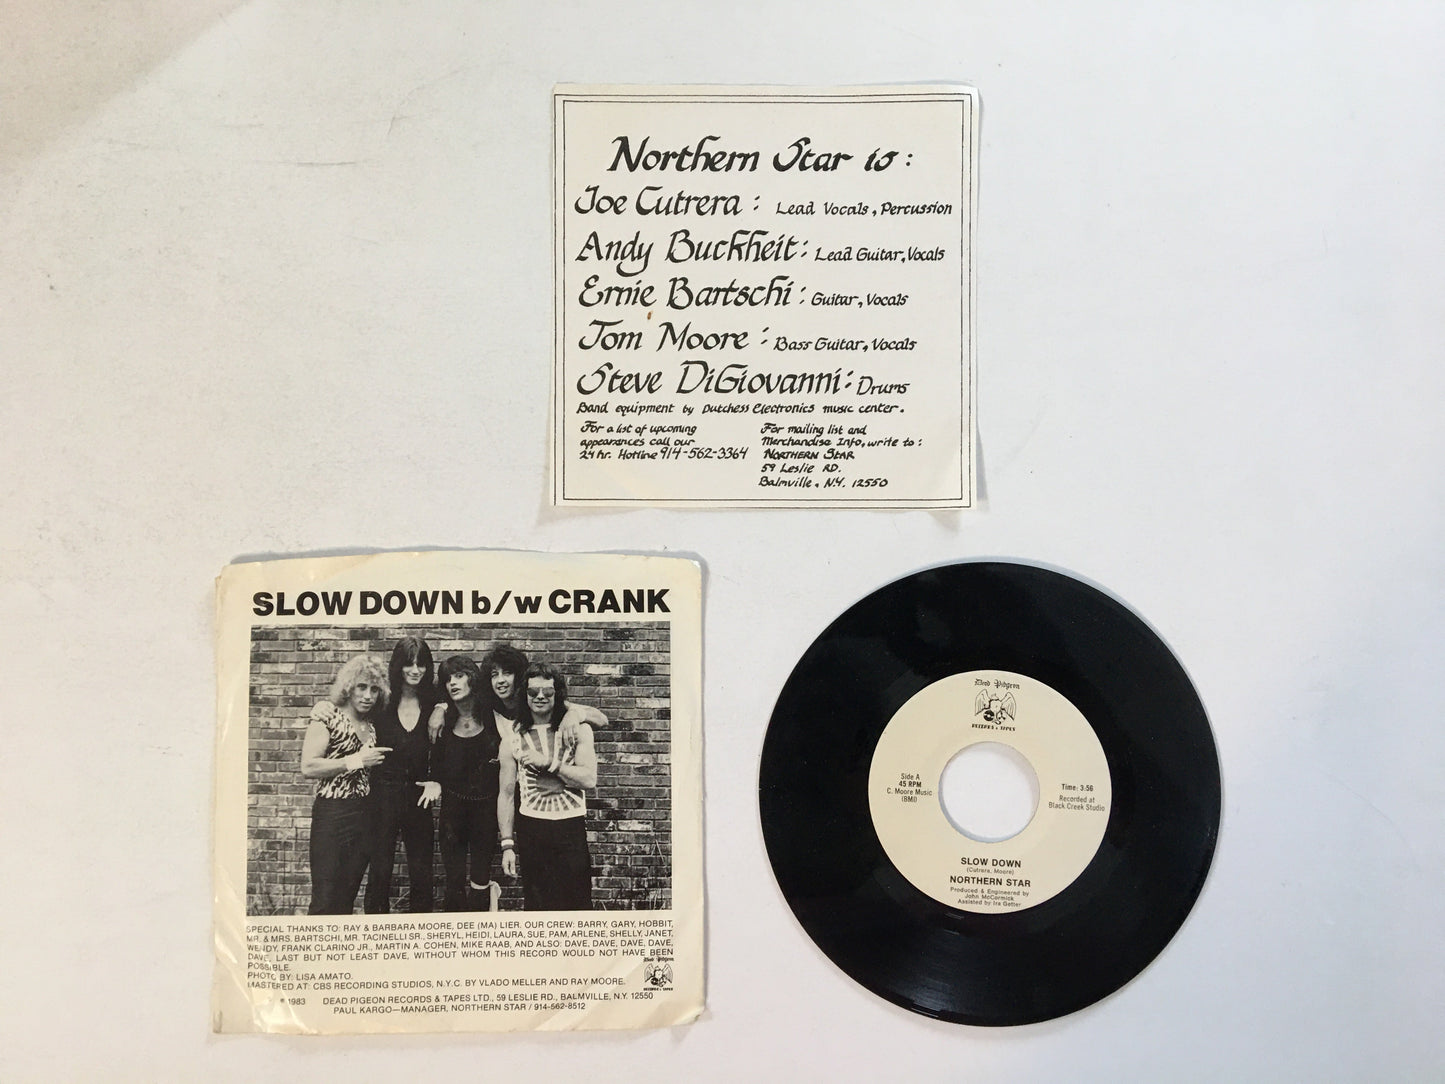 Northern Star is:
Joe Cutrera: Lead Vocals, Percussion
Andy Buckheit: Lead Guitar, Vocals
Ernie Bartschi: Guitar, Vocals
Tom Moore: Bass Guitar, Vocals
Steve DiGiovanni: Drums
Band equipment by Dutchess Electronics music center.
For a list of upcoming
appearances call our
24 hr. Hotline 914-562-3364
For mailing list and
Merchandise Info, write to:
NORTHERN STAR
59 Leslie RD.
Balmville, N.Y. 12550
SLOW DOWN b/w CRANK
SPECIAL THANKS TO: RAY & BARBARA MOORE, DEE (MA) LIER. OUR CREW: BARRY, GARY, HOBBIT,
MR. & MRS. BARTSCHI, MR. TACINELLI SR., SHERYL, HEIDI, LAURA, SUE, PAM, ARLENE, SHELLY, JANET,
WENDY, FRANK CLARINO JR., MARTIN A. COHEN, MIKE RAAB, AND ALSO: DAVE, DAVE, DAVE, DAVE,
DAVE, LAST BUT NOT LEAST DAVE, WITHOUT WHOM THIS RECORD WOULD NOT HAVE BEEN
POSSIBLE.
PHOTO BY: LISA AMATO.
MASTERED AT: CBS RECORDING STUDIOS, N.Y.C. BY VLADO MELLER AND RAY MOORE.
Dead Pidgeon
RECORDS & TAPES
1983 DEAD PIGEON RECORDS & TAPES LTD., 59 LESLIE RD., BALMVILLE, N.Y. 12550
PAUL KARGO—MANAGER, NORTHERN STAR / 914-562-8512
Dead Pidgeon
RECORDS & TAPES
Side A
45 RPM
C. Moore Music
(BMI)
Time: 3:56
Recorded at
Black Creek Studio
SLOW DOWN
(Cutrera, Moore)
NORTHERN STAR
Produced & Engineered by
John McCormick
Assisted by Ira Getter